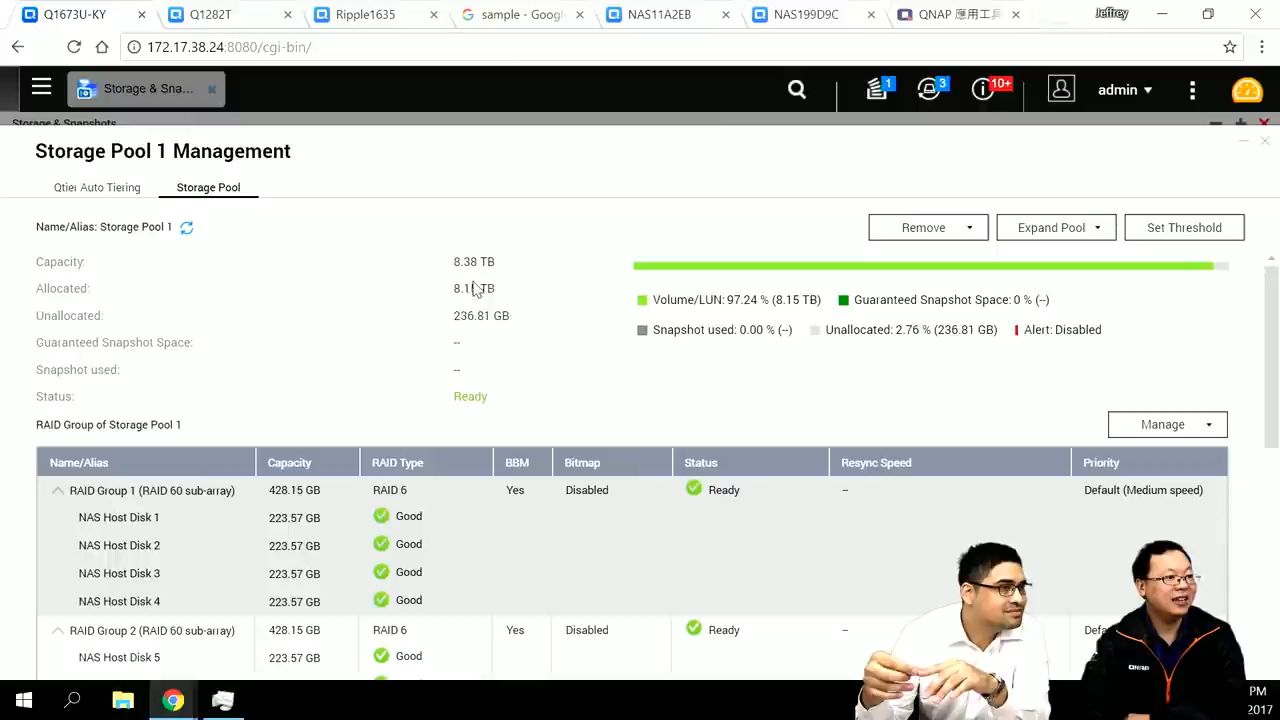 Q1673U-KY Q1282T Ripple1635 sample - Googl NAS11A2EB NAS199D9C QNAP 應用工具 Jeffrey
172.17.38.24:8080/cgi-bin/
Storage & Sna... 1 3 10+ admin
Storage & Snapshots
Storage Pool 1 Management
Qtier Auto Tiering Storage Pool
Name/Alias: Storage Pool 1 Remove Expand Pool Set Threshold
Capacity: 8.38 TB
Allocated: TB
Volume/LUN: 97.24 % (8.15 TB) Guaranteed Snapshot Space: 0 % (--)
Unallocated: 236.81 GB
Snapshot used: 0.00 % (--) Unallocated: 2.76 % (236.81 GB) Alert: Disabled
Guaranteed Snapshot Space: --
Snapshot used: --
Status: Ready
RAID Group of Storage Pool 1 Manage
Name/Alias Capacity RAID Type BBM Bitmap Status Resync Speed Priority
RAID Group 1 (RAID 60 sub-array) 428.15 GB RAID 6 Yes Disabled Ready -- Default (Medium speed)
NAS Host Disk 1 223.57 GB Good
NAS Host Disk 2 223.57 GB Good
NAS Host Disk 3 223.57 GB Good
NAS Host Disk 4 223.57 GB Good
RAID Group 2 (RAID 60 sub-array) 428.15 GB RAID 6 Yes Disabled Ready --
NAS Host Disk 5 223.57 GB Good
QNAP
PM
2017